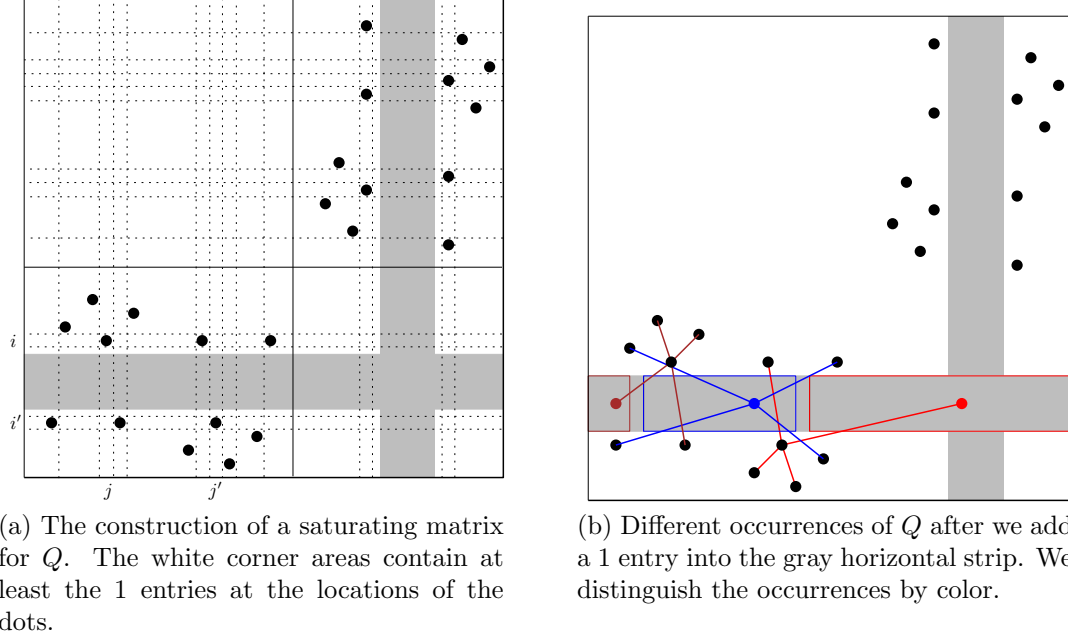 i
i′
j j′
(a) The construction of a saturating matrix
for Q. The white corner areas contain at
least the 1 entries at the locations of the
dots.
(b) Different occurrences of Q after we add
a 1 entry into the gray horizontal strip. We
distinguish the occurrences by color.